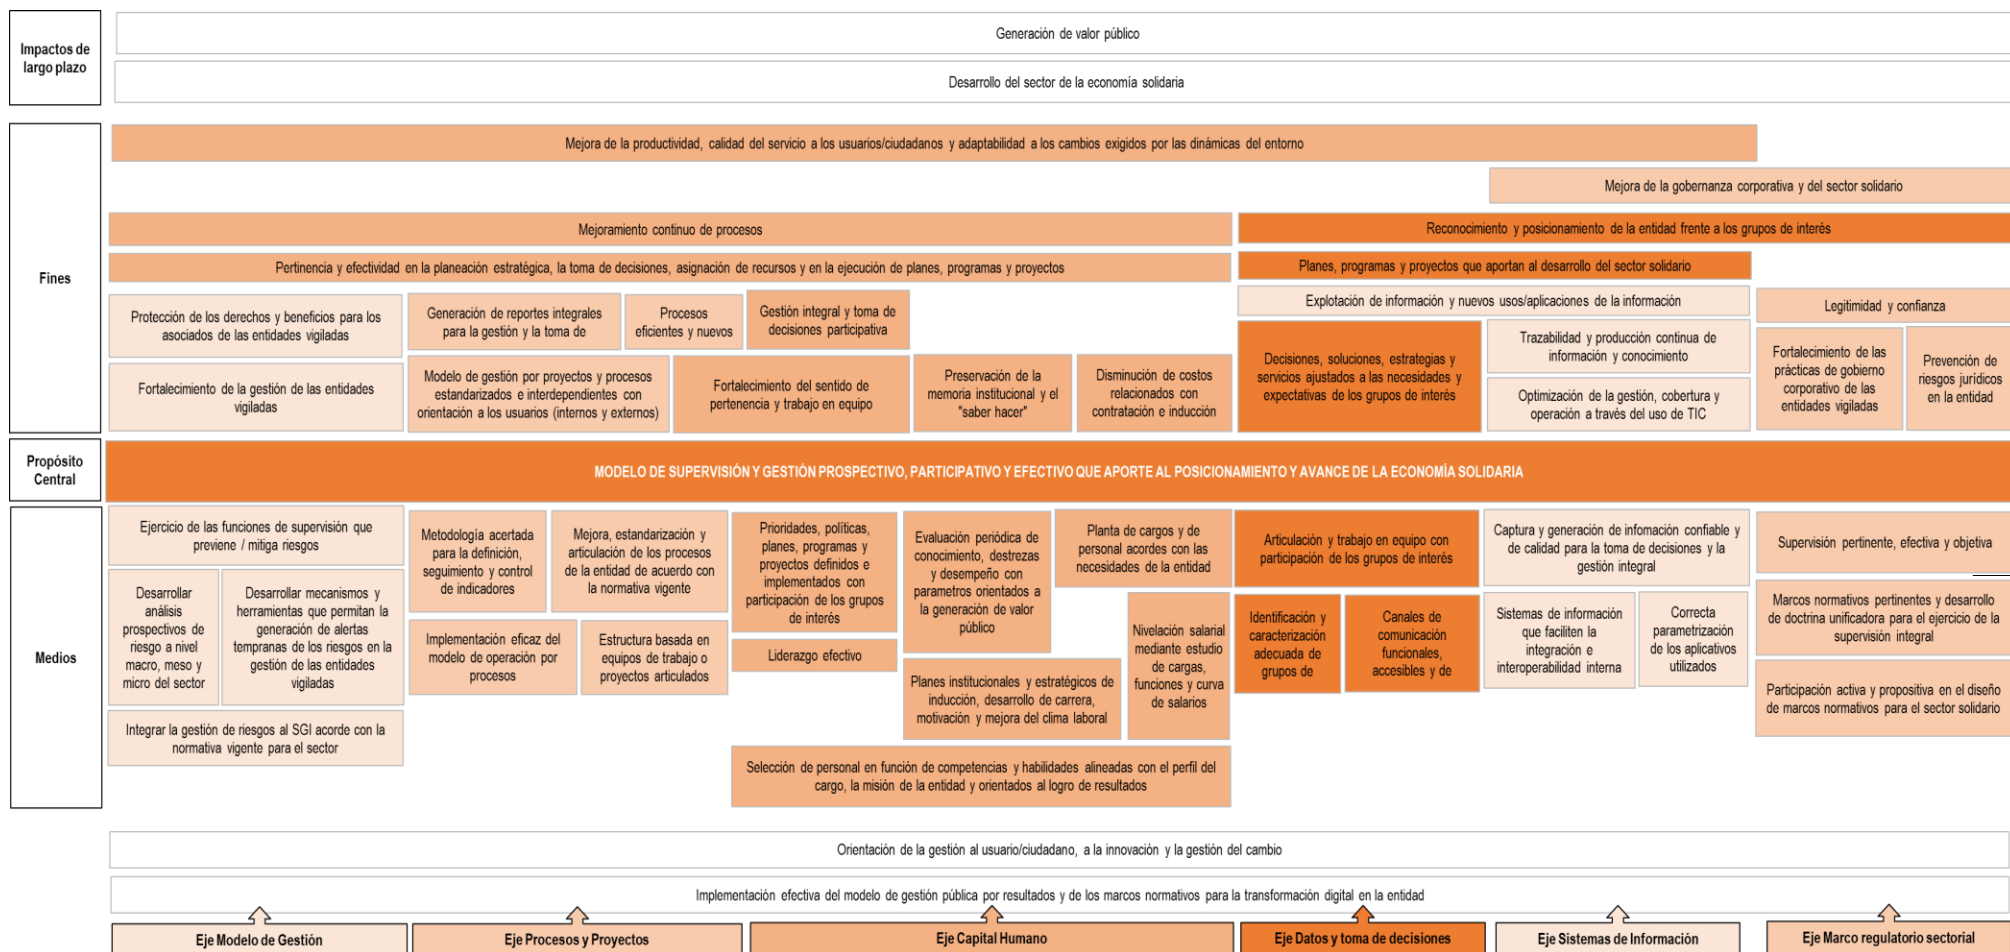 Impactos de
largo plazo
Generación de valor público
Desarrollo del sector de la economía solidaria
Fines
Mejora de la productividad, calidad del servicio a los usuarios/ciudadanos y adaptabilidad a los cambios exigidos por las dinámicas del entorno
Mejora de la gobernanza corporativa y del sector solidario
Mejoramiento continuo de procesos
Reconocimiento y posicionamiento de la entidad frente a los grupos de interés
Pertinencia y efectividad en la planeación estratégica, la toma de decisiones, asignación de recursos y en la ejecución de planes, programas y proyectos
Planes, programas y proyectos que aportan al desarrollo del sector solidario
Explotación de información y nuevos usos/aplicaciones de la información
Protección de los derechos y beneficios para los
asociados de las entidades vigiladas
Generación de reportes integrales
para la gestión y la toma de
Procesos
eficientes y nuevos
Gestión integral y toma de
decisiones participativa
Legitimidad y confianza
Fortalecimiento de la gestión de las entidades
vigiladas
Modelo de gestión por proyectos y procesos
estandarizados e interdependientes con
orientación a los usuarios (internos y externos)
Fortalecimiento del sentido de
pertenencia y trabajo en equipo
Preservación de la
memoria institucional y el
"saber hacer"
Disminución de costos
relacionados con
contratación e inducción
Decisiones, soluciones, estrategias y
servicios ajustados a las necesidades y
expectativas de los grupos de interés
Trazabilidad y producción continua de
información y conocimiento
Optimización de la gestión, cobertura y
operación a través del uso de TIC
Fortalecimiento de las
prácticas de gobierno
corporativo de las
entidades vigiladas
Prevención de
riesgos jurídicos
en la entidad
Propósito
Central
MODELO DE SUPERVISIÓN Y GESTIÓN PROSPECTIVO, PARTICIPATIVO Y EFECTIVO QUE APORTE AL POSICIONAMIENTO Y AVANCE DE LA ECONOMÍA SOLIDARIA
Medios
Ejercicio de las funciones de supervisión que
previene / mitiga riesgos
Desarrollar
análisis
prospectivos de
riesgo a nivel
macro, meso y
micro del sector
Desarrollar mecanismos y
herramientas que permitan la
generación de alertas
tempranas de los riesgos en la
gestión de las entidades
vigiladas
Integrar la gestión de riesgos al SGI acorde con la
normativa vigente para el sector
Metodología acertada
para la definición,
seguimiento y control
de indicadores
Mejora, estandarización y
articulación de los procesos
de la entidad de acuerdo con
la normativa vigente
Implementación eficaz del
modelo de operación por
procesos
Estructura basada en
equipos de trabajo o
proyectos articulados
Prioridades, políticas,
planes, programas y
proyectos definidos e
implementados con
participación de los grupos
de interés
Liderazgo efectivo
Evaluación periódica de
conocimiento, destrezas
y desempeño con
parametros orientados a
la generación de valor
público
Planta de cargos y de
personal acordes con las
necesidades de la entidad
Nivelación salarial
mediante estudio
de cargas,
funciones y curva
de salarios
Planes institucionales y estratégicos de
inducción, desarrollo de carrera,
motivación y mejora del clima laboral
Selección de personal en función de competencias y habilidades alineadas con el perfil del
cargo, la misión de la entidad y orientados al logro de resultados
Articulación y trabajo en equipo con
participación de los grupos de interés
Identificación y
caracterización
adecuada de
grupos de
Canales de
comunicación
funcionales,
accesibles y de
Captura y generación de infomación confiable y
de calidad para la toma de decisiones y la
gestión integral
Sistemas de información
que faciliten la
integración e
interoperabilidad interna
Correcta
parametrización
de los aplicativos
utilizados
Supervisión pertinente, efectiva y objetiva
Marcos normativos pertinentes y desarrollo
de doctrina unificadora para el ejercicio de la
supervisión integral
Participación activa y propositiva en el diseño
de marcos normativos para el sector solidario
Orientación de la gestión al usuario/ciudadano, a la innovación y la gestión del cambio
Implementación efectiva del modelo de gestión pública por resultados y de los marcos normativos para la transformación digital en la entidad
Eje Modelo de Gestión
Eje Procesos y Proyectos
Eje Capital Humano
Eje Datos y toma de decisiones
Eje Sistemas de Información
Eje Marco regulatorio sectorial